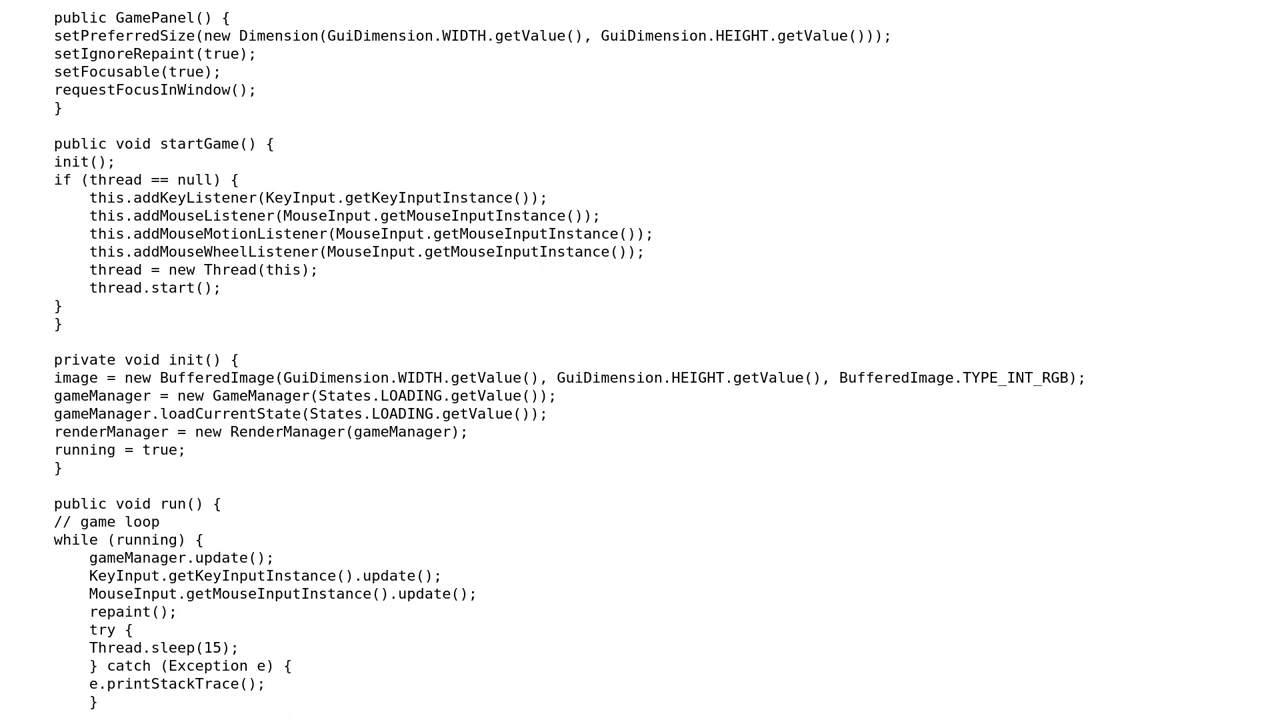 public GamePanel() {
setPreferredSize(new Dimension(GuiDimension.WIDTH.getValue(), GuiDimension.HEIGHT.getValue()));
setIgnoreRepaint(true);
setFocusable(true);
requestFocusInWindow();
}

public void startGame() {
init();
if (thread == null) {
    this.addKeyListener(KeyInput.getKeyInputInstance());
    this.addMouseListener(MouseInput.getMouseInputInstance());
    this.addMouseMotionListener(MouseInput.getMouseInputInstance());
    this.addMouseWheelListener(MouseInput.getMouseInputInstance());
    thread = new Thread(this);
    thread.start();
}
}

private void init() {
image = new BufferedImage(GuiDimension.WIDTH.getValue(), GuiDimension.HEIGHT.getValue(), BufferedImage.TYPE_INT_RGB);
gameManager = new GameManager(States.LOADING.getValue());
gameManager.loadCurrentState(States.LOADING.getValue());
renderManager = new RenderManager(gameManager);
running = true;
}

public void run() {
// game loop
while (running) {
    gameManager.update();
    KeyInput.getKeyInputInstance().update();
    MouseInput.getMouseInputInstance().update();
    repaint();
    try {
    Thread.sleep(15);
    } catch (Exception e) {
    e.printStackTrace();
    }